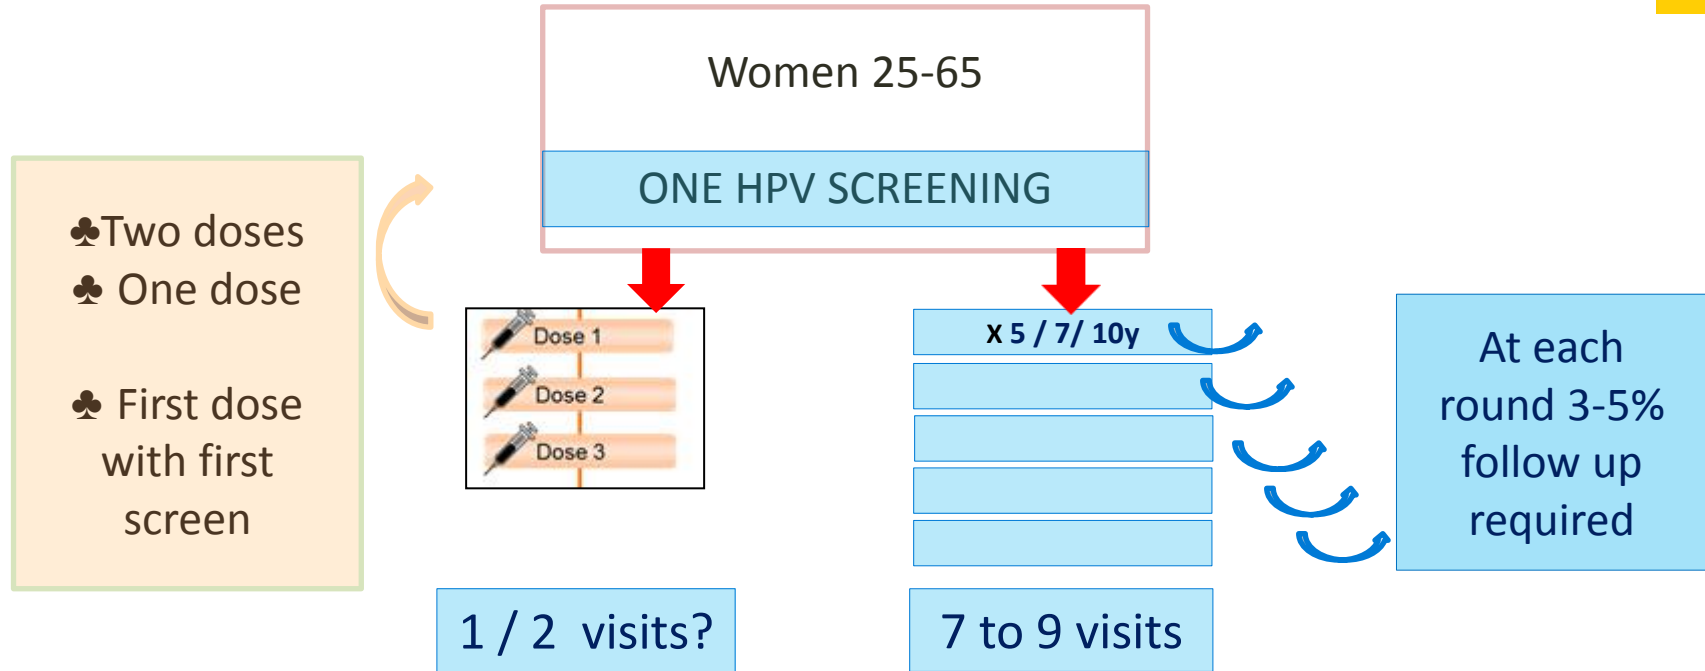 Women 25-65
ONE HPV SCREENING
♣Two doses
♣ One dose
♣ First dose
with first
screen
Dose 1
Dose 2
Dose 3
X 5 / 7/ 10y
At each
round 3-5%
follow up
required
1 / 2 visits?
7 to 9 visits